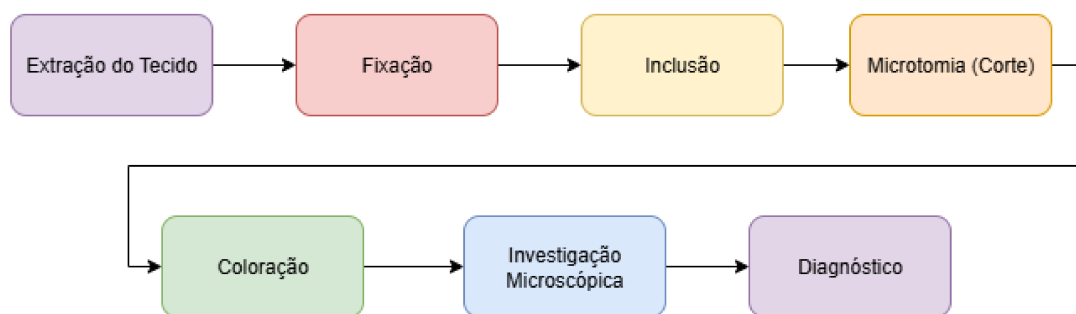 Extração do Tecido
Fixação
Inclusão
Microtomia (Corte)
Coloração
Investigação
Microscópica
Diagnóstico